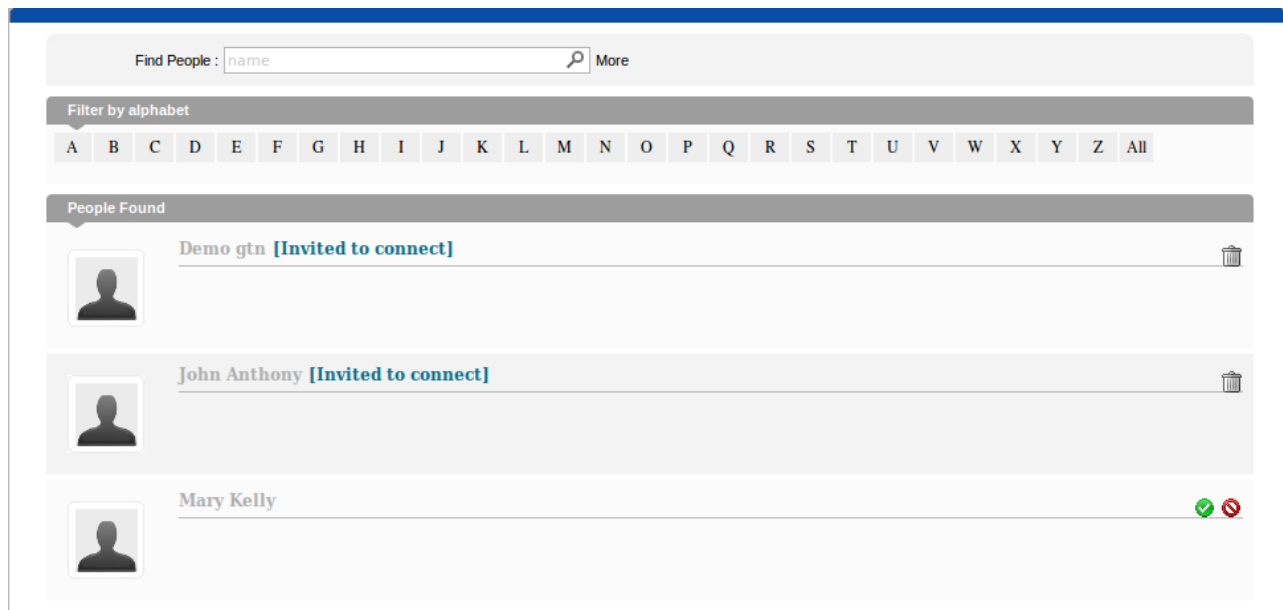 Find People : name More
Filter by alphabet
A B C D E F G H I J K L M N O P Q R S T U V W X Y Z All
People Found
Demo gtn [Invited to connect]
John Anthony [Invited to connect]
Mary Kelly